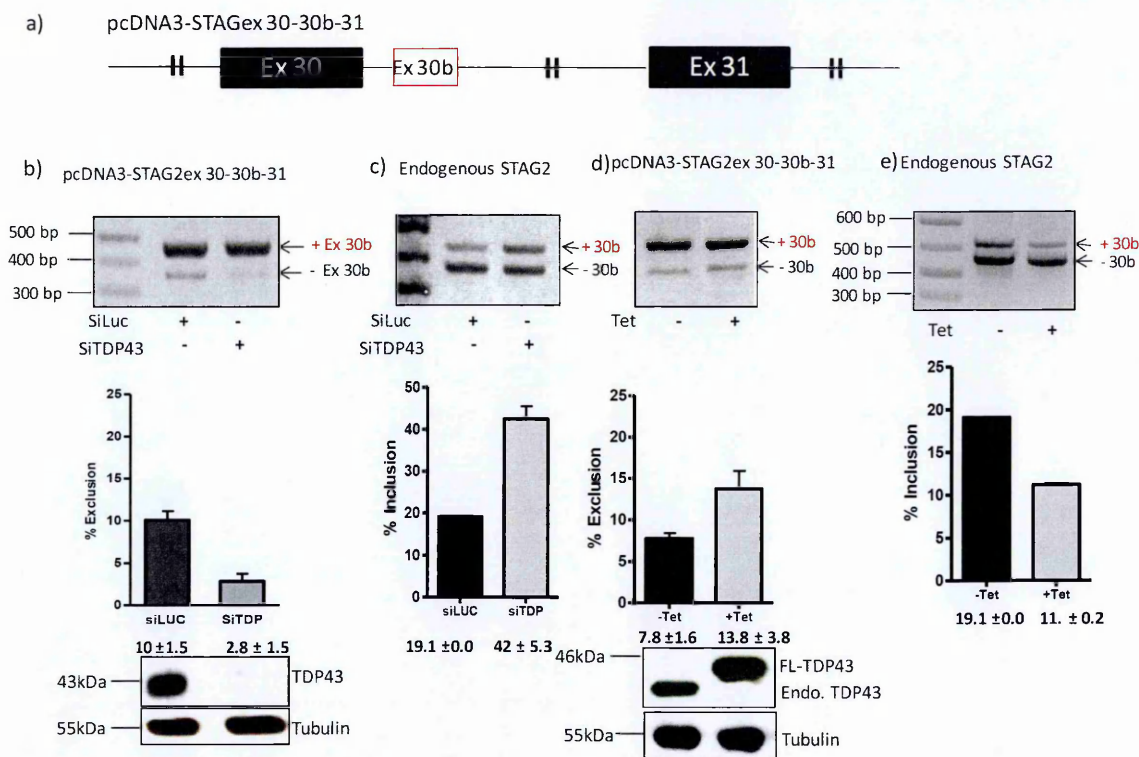 a)
pcDNA3-STAGex 30-30b-31
Ex 30
Ex 30b
Ex 31
b)
pcDNA3-STAG2ex 30-30b-31
500 bp
400 bp
300 bp
+ Ex 30b
- Ex 30b
SiLuc + -
SiTDP43 - +
% Exclusion
25
20
15
10
5
0
siLUC SiTDP
10 ±1.5 2.8 ± 1.5
43kDa
TDP43
55kDa
Tubulin
c) Endogenous STAG2
+ 30b
- 30b
SiLuc + -
SiTDP43 - +
% Inclusion
50
40
30
20
10
0
siLUC siTDP
19.1 ±0.0 42 ± 5.3
d) pcDNA3-STAG2ex 30-30b-31
+ 30b
- 30b
Tet - +
% Exclusion
25
20
15
10
5
0
-Tet +Tet
7.8 ±1.6 13.8 ± 3.8
46kDa
FL-TDP43
Endo. TDP43
55kDa
Tubulin
e) Endogenous STAG2
600 bp
500 bp
400 bp
300 bp
+ 30b
- 30b
Tet - +
% Inclusion
25
20
15
10
5
0
-Tet +Tet
19.1 ±0.0 11. ± 0.2